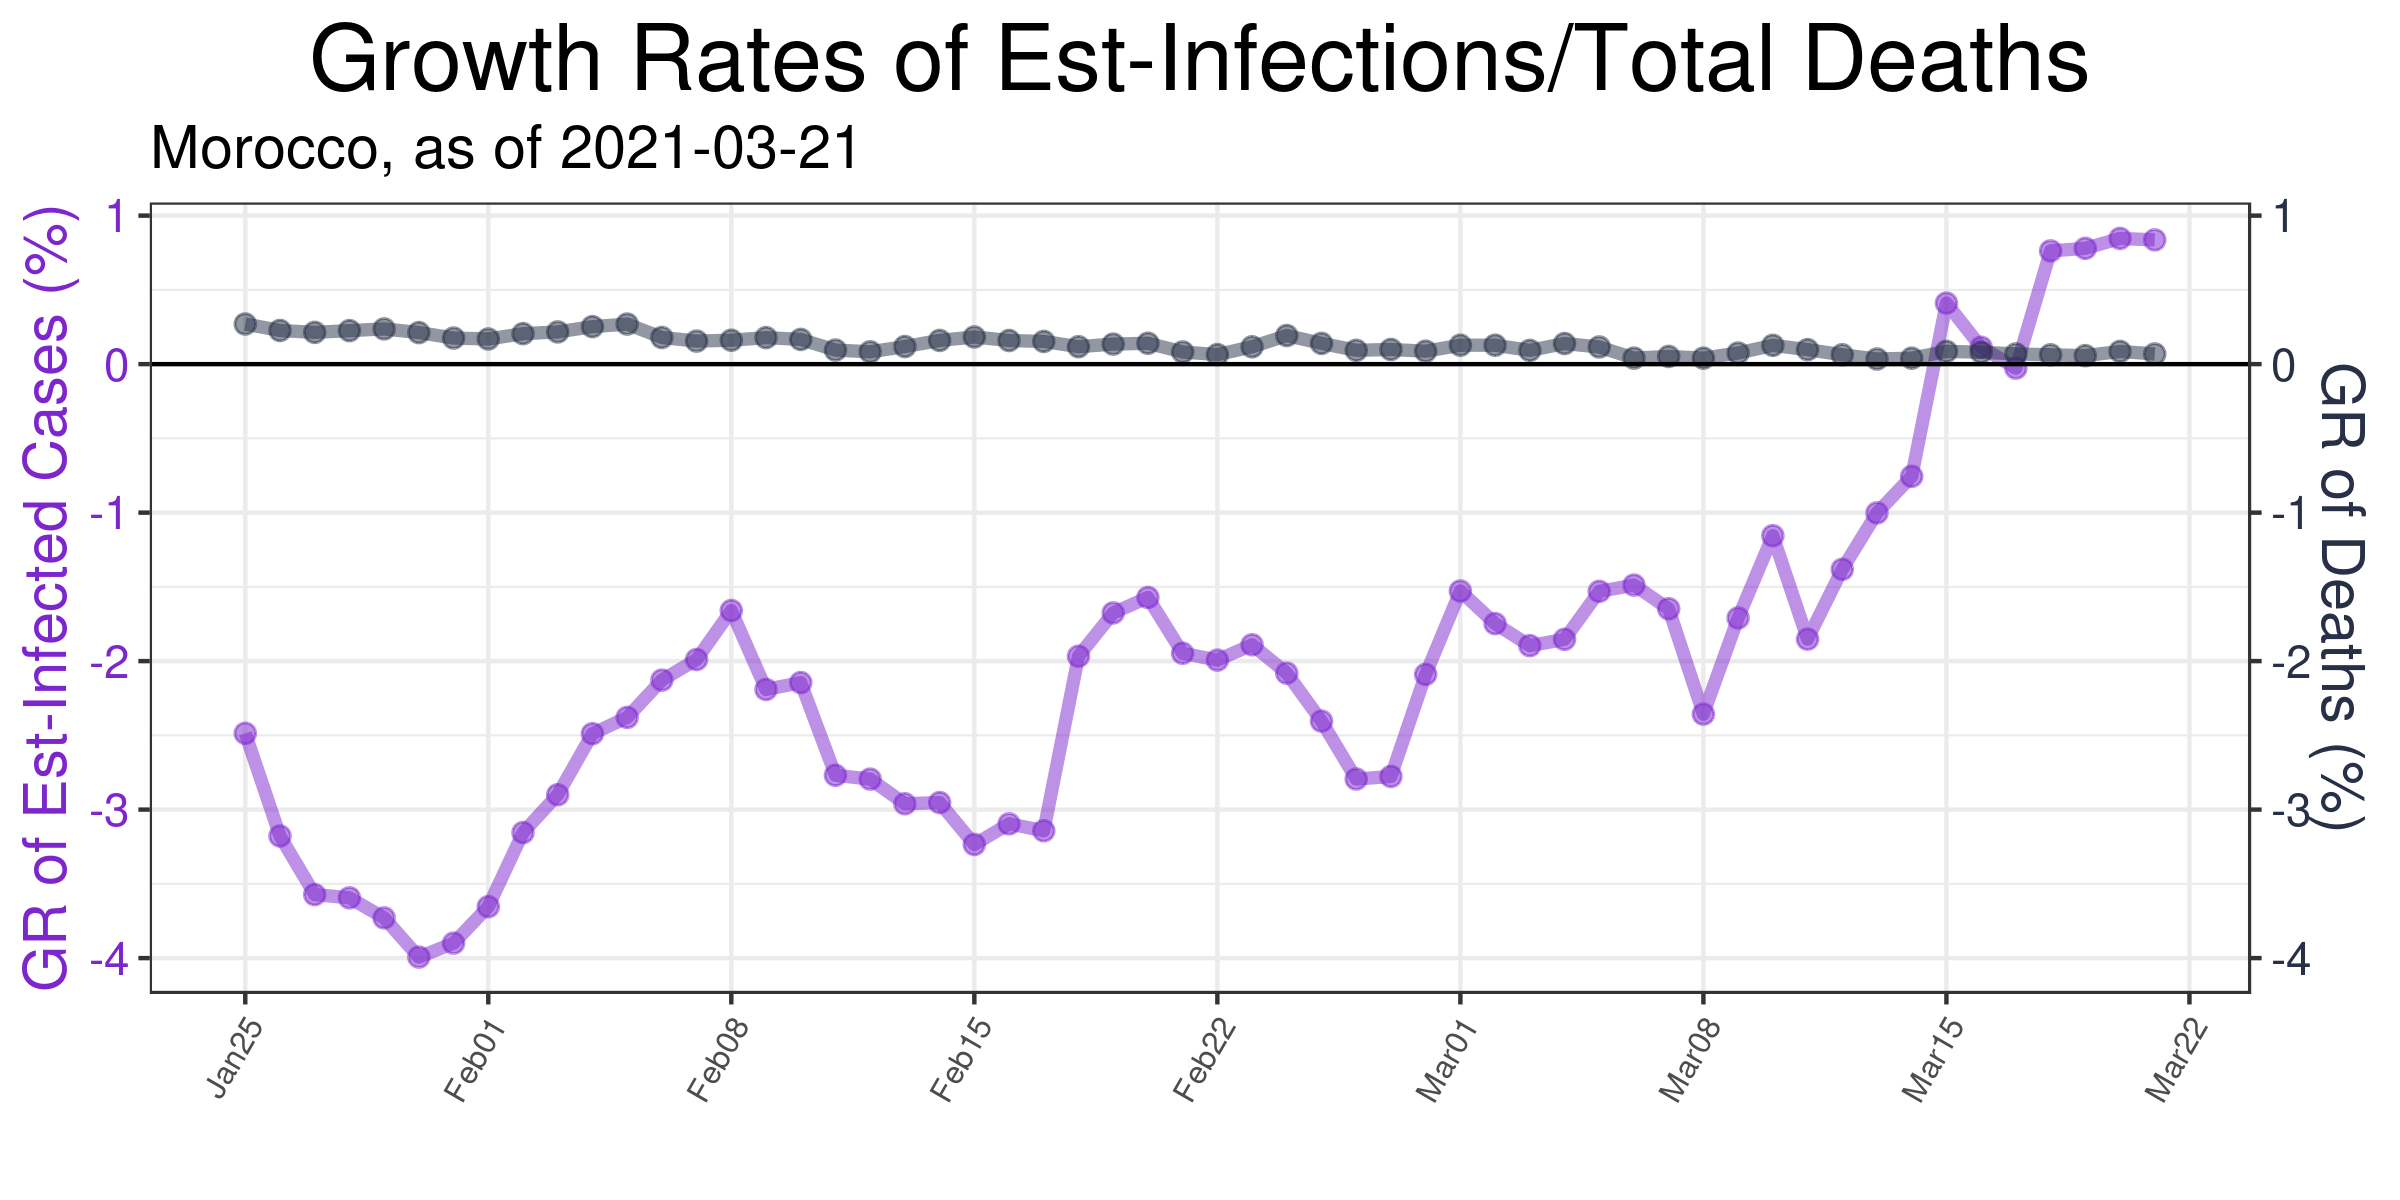 Growth Rates of Est-Infections/Total Deaths
Morocco, as of 2021-03-21
GR of Est-Infected Cases (%)
1
0
-1
-2
-3
-4
1
0
-1
-2
-3
-4
GR of Deaths (%)
Jan25
Feb01
Feb08
Feb15
Feb22
Mar01
Mar08
Mar15
Mar22